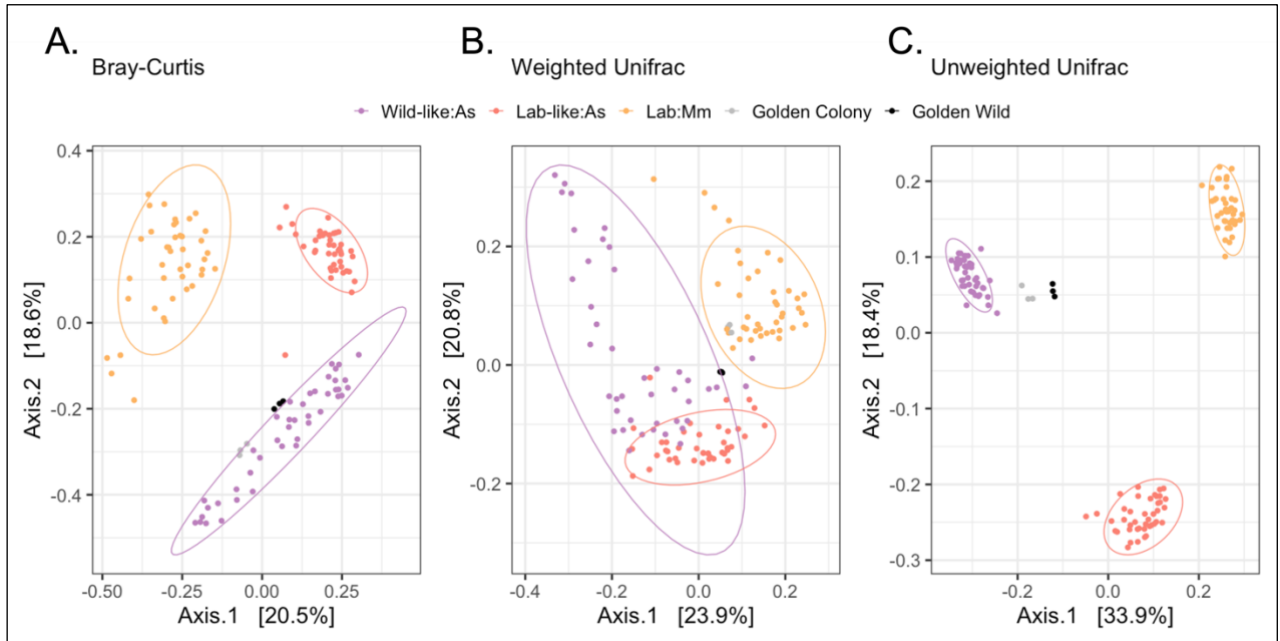 A.
Bray-Curtis
B.
Weighted Unifrac
C.
Unweighted Unifrac
Wild-like:As Lab-like:As Lab:Mm Golden Colony Golden Wild
0.4
0.2
0.0
-0.2
-0.4
Axis.2 [18.6%]
-0.50 -0.25 0.00 0.25
Axis.1 [20.5%]
0.2
0.0
-0.2
Axis.2 [20.8%]
-0.4 -0.2 0.0 0.2
Axis.1 [23.9%]
0.2
0.1
0.0
-0.1
-0.2
-0.3
Axis.2 [18.4%]
-0.2 0.0 0.2
Axis.1 [33.9%]